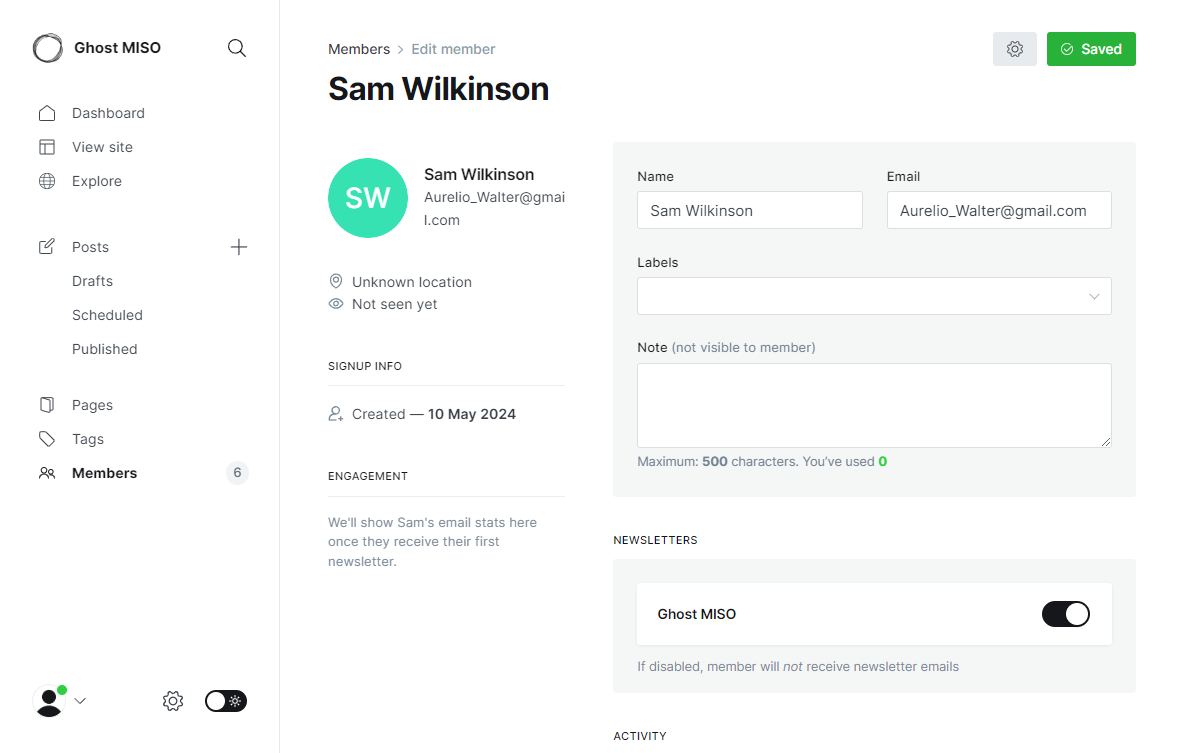 Ghost MISO
Dashboard
View site
Explore
Posts
Drafts
Scheduled
Published
Pages
Tags
Members
6
Members
Edit member
Saved
Sam Wilkinson
SW
Sam Wilkinson
Aurelio_Walter@gmai
l.com
Unknown location
Not seen yet
SIGNUP INFO
Created — 10 May 2024
ENGAGEMENT
We'll show Sam's email stats here
once they receive their first
newsletter.
Name
Email
Sam Wilkinson
Aurelio_Walter@gmail.com
Labels
Note (not visible to member)
Maximum: 500 characters. You've used 0
NEWSLETTERS
Ghost MISO
If disabled, member will not receive newsletter emails
ACTIVITY